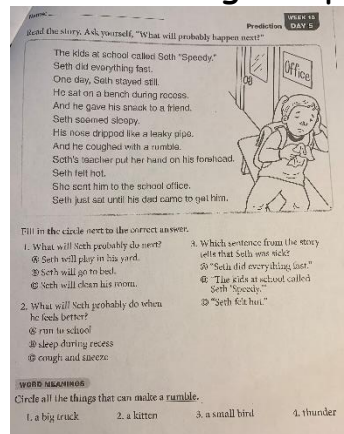 Name
WEEK 15
Prediction DAY 5
Read the story. Ask yourself, "What will probably happen next?"
The kids at school called Seth "Speedy."
Seth did everything fast.
One day, Seth stayed still.
He sat on a bench during recess.
And he gave his snack to a friend.
Seth seemed sleepy.
His nose dripped like a leaky pipe.
And he coughed with a rumble.
Seth's teacher put her hand on his forehead.
Seth felt hot.
She sent him to the school office.
Seth just sat until his dad came to get him.
Office
Fill in the circle next to the correct answer.
1. What will Seth probably do next?
Ⓐ Seth will play in his yard.
Ⓑ Seth will go to bed.
Ⓒ Seth will clean his room.
2. What will Seth probably do when
he feels better?
Ⓐ run to school
Ⓑ sleep during recess
Ⓒ cough and sneeze
3. Which sentence from the story
tells that Seth was sick?
Ⓐ "Seth did everything fast."
Ⓑ "The kids at school called
Seth 'Speedy.'"
Ⓒ "Seth felt hot."
WORD MEANINGS
Circle all the things that can make a rumble.
1. a big truck 2. a kitten 3. a small bird 4. thunder